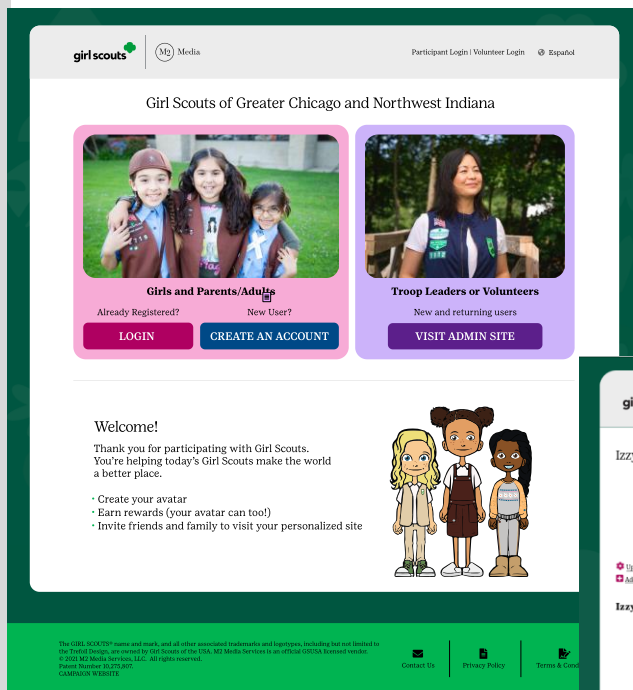 girl scouts
M2 Media
Participant Login | Volunteer Login
Español
Girl Scouts of Greater Chicago and Northwest Indiana
Girls and Parents/Adults
Already Registered?
New User?
LOGIN
CREATE AN ACCOUNT
Troop Leaders or Volunteers
New and returning users
VISIT ADMIN SITE
Welcome!
Thank you for participating with Girl Scouts.
You're helping today's Girl Scouts make the world
a better place.
• Create your avatar
• Earn rewards (your avatar can too!)
• Invite friends and family to visit your personalized site
gi
Izzy
Up
Ad
Izzy
The GIRL SCOUTS® name and mark, and all other associated trademarks and logotypes, including but not limited to
the Trefoil Design, are owned by Girl Scouts of the USA. M2 Media Services is an official GSUSA licensed vendor.
© 2021 M2 Media Services, LLC. All rights reserved.
Patent Number 10,275,807.
CAMPAIGN WEBSITE
Contact Us
Privacy Policy
Terms & Cond